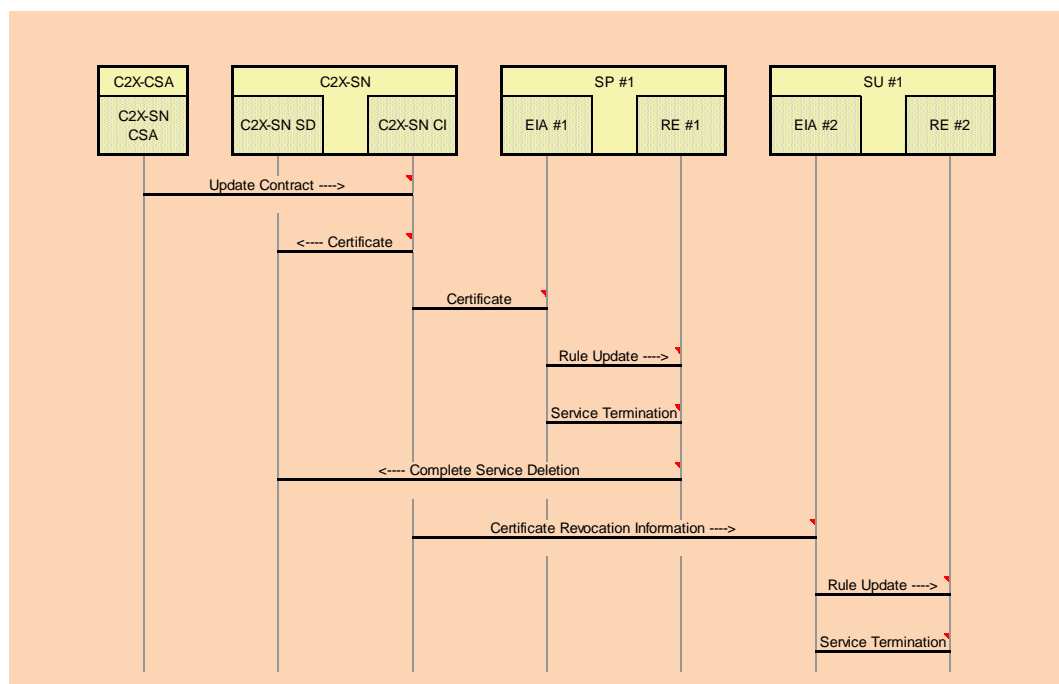 C2X-CSA
C2X-SN
SP #1
SU #1
C2X-SN
CSA
C2X-SN SD
C2X-SN CI
EIA #1
RE #1
EIA #2
RE #2
Update Contract ---->
<---- Certificate
Certificate
Rule Update ---->
Service Termination
<---- Complete Service Deletion
Certificate Revocation Information ---->
Rule Update ---->
Service Termination